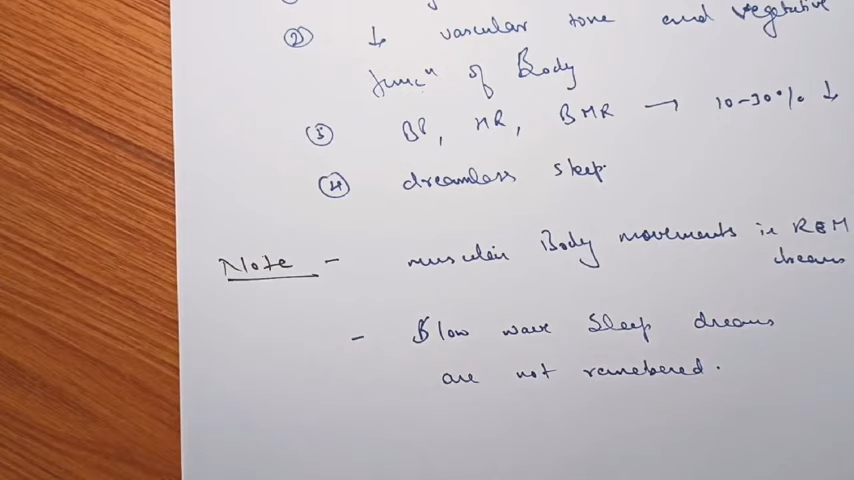 ② ↓ vascular tone and vegetative
funcⁿ of Body
③ BP, HR, BMR → 10-30% ↓
④ dreamless sleep.
Note - muscular Body movements in REM
dreams
- Slow wave Sleep dreams
are not remebered.